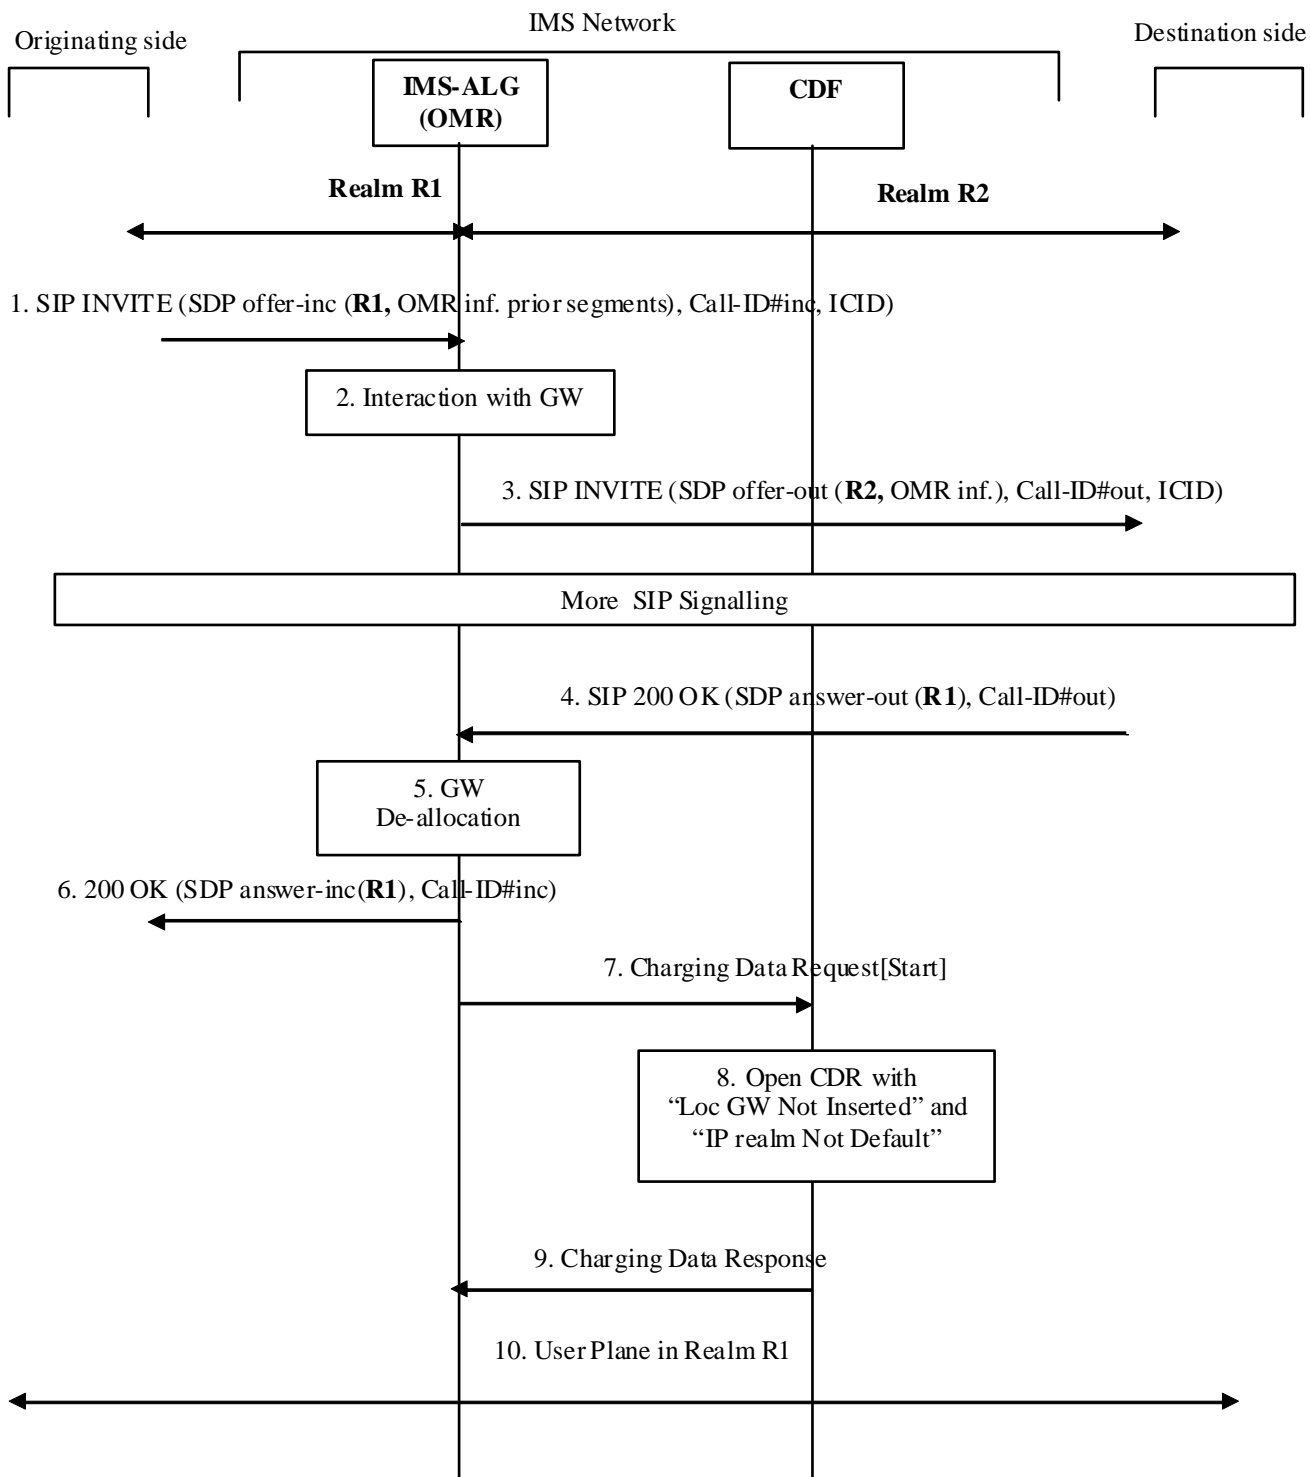 IMS Network
Originating side
Destination side
IMS-ALG
(OMR)
CDF
Realm R1
Realm R2
1. SIP INVITE (SDP offer-inc (R1, OMR inf. prior segments), Call-ID#inc, ICID)
2. Interaction with GW
3. SIP INVITE (SDP offer-out (R2, OMR inf.), Call-ID#out, ICID)
More SIP Signalling
4. SIP 200 OK (SDP answer-out (R1), Call-ID#out)
5. GW
De-allocation
6. 200 OK (SDP answer-inc(R1), Call-ID#inc)
7. Charging Data Request[Start]
8. Open CDR with
“Loc GW Not Inserted” and
“IP realm Not Default”
9. Charging Data Response
10. User Plane in Realm R1